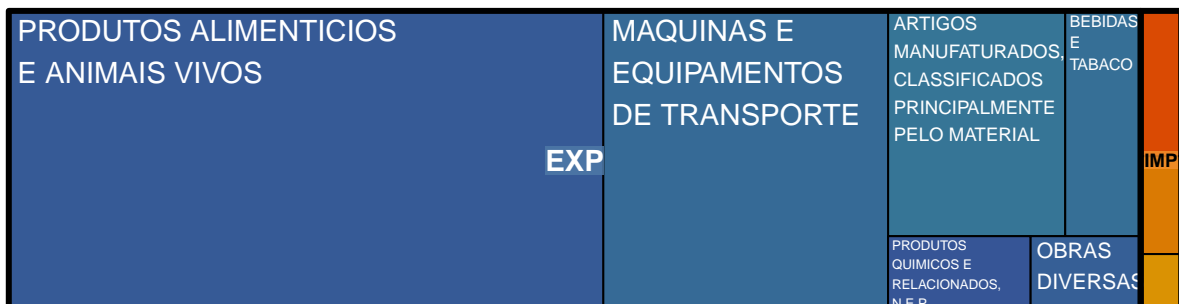 PRODUTOS ALIMENTICIOS
E ANIMAIS VIVOS
MAQUINAS E
EQUIPAMENTOS
DE TRANSPORTE
ARTIGOS
MANUFATURADOS,
CLASSIFICADOS
PRINCIPALMENTE
PELO MATERIAL
BEBIDAS
E
TABACO
EXP
IMP
PRODUTOS
QUIMICOS E
RELACIONADOS,
N.E.P.
OBRAS
DIVERSAS